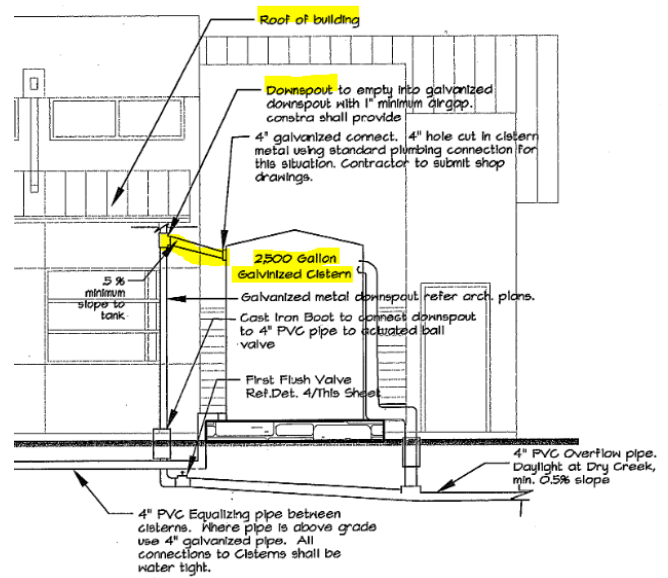 Roof of building
Downspout to empty into galvanized
downspout with 1" minimum airgap.
constra shall provide
4" galvanized connect. 4" hole cut in cistern
metal using standard plumbing connection for
this situation. Contractor to submit shop
drawings.
2,500 Gallon
Galvinized Cistern
.5 %
minimum
slope to
tank
Galvanized metal downspout refer arch. plans.
Cast Iron Boot to connect downspout
to 4" PVC pipe to actuated ball
valve
First Flush Valve
Ref.Det. 4/This Sheet
4" PVC Overflow pipe.
Daylight at Dry Creek,
min. 0.5% slope
4" PVC Equalizing pipe between
cisterns. Where pipe is above grade
use 4" galvanized pipe. All
connections to Cisterns shall be
water tight.